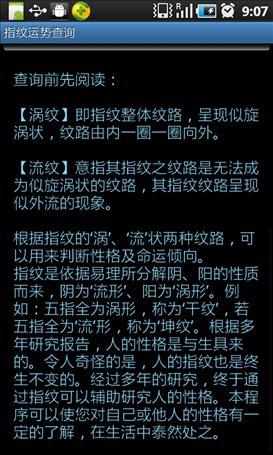 9:07
指纹运势查询
查询前先阅读：
【涡纹】即指纹整体纹路，呈现似旋
涡状，纹路由内一圈一圈向外。
【流纹】意指其指纹之纹路是无法成
为似旋涡状的纹路，其指纹纹路呈现
似外流的现象。
根据指纹的‘涡’、‘流’状两种纹路，可
以用来判断性格及命运倾向。
指纹是依据易理所分解阴、阳的性质
而来，阴为‘流形’、阳为‘涡形’。例
如：五指全为涡形，称为‘干纹’，若
五指全为‘流’形，称为‘坤纹’。根据多
年研究报告，人的性格是与生具来
的。令人奇怪的是，人的指纹也是终
生不变的。经过多年的研究，终于通
过指纹可以辅助研究人的性格。本程
序可以使您对自己或他人的性格有一
定的了解，在生活中泰然处之。